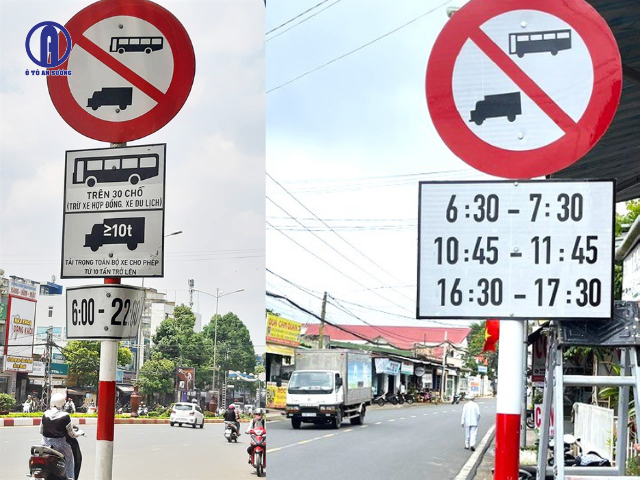 Ô TÔ AN SƯƠNG
TRÊN 30 CHỖ
(TRỪ XE HỢP ĐỒNG, XE DU LỊCH)
≥10t
TẢI TRỌNG TOÀN BỘ XE CHO PHÉP
TỪ 10 TẤN TRỞ LÊN
6:00 - 22
6:30 - 7:30
10:45 - 11:45
16:30 - 17:30